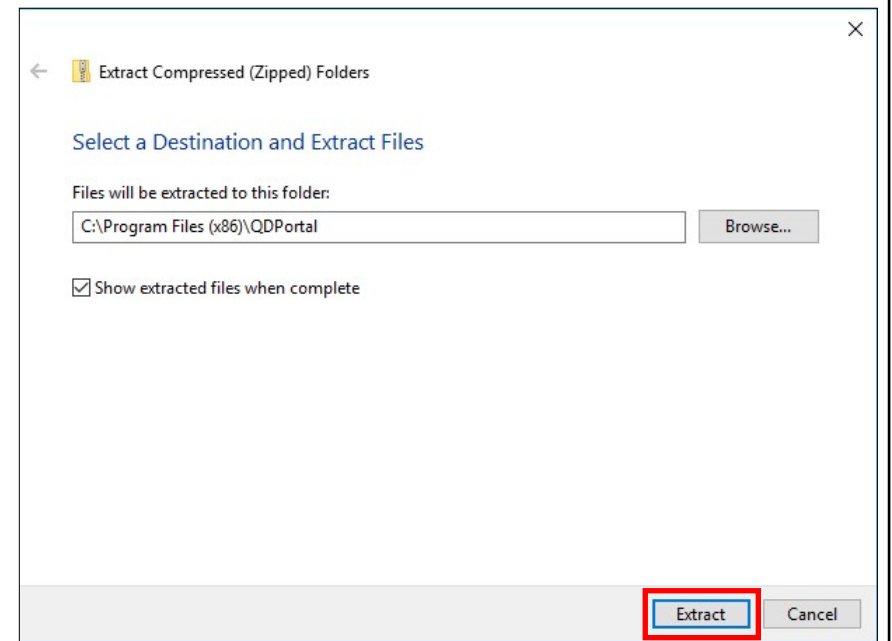 Extract Compressed (Zipped) Folders
Select a Destination and Extract Files
Files will be extracted to this folder:
C:\Program Files (x86)\QDPortal
Browse...
Show extracted files when complete
Extract
Cancel